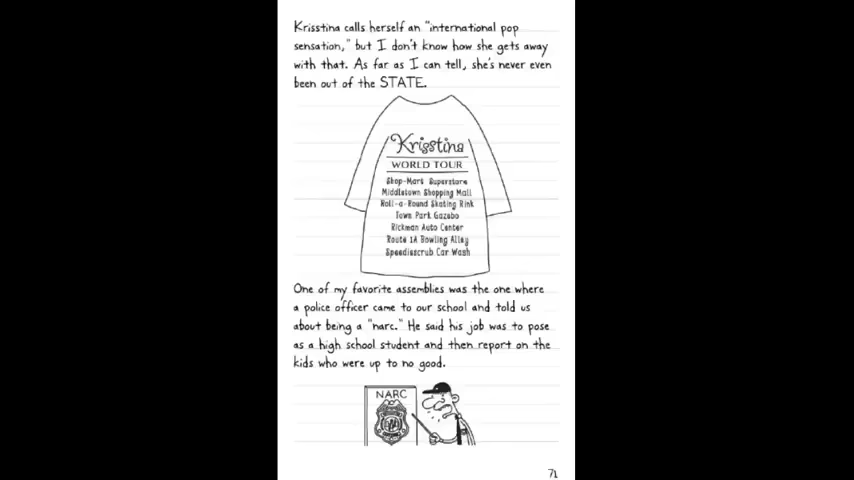 Krisstina calls herself an "international pop
sensation," but I don't know how she gets away
with that. As far as I can tell, she's never even
been out of the STATE.
Krisstina
WORLD TOUR
Shop-Mart Superstore
Middletown Shopping Mall
Roll-a-Round Skating Rink
Town Park Gazebo
Rickman Auto Center
Route 1A Bowling Alley
Speediescrub Car Wash
One of my favorite assemblies was the one where
a police officer came to our school and told us
about being a "narc." He said his job was to pose
as a high school student and then report on the
kids who were up to no good.
NARC
71